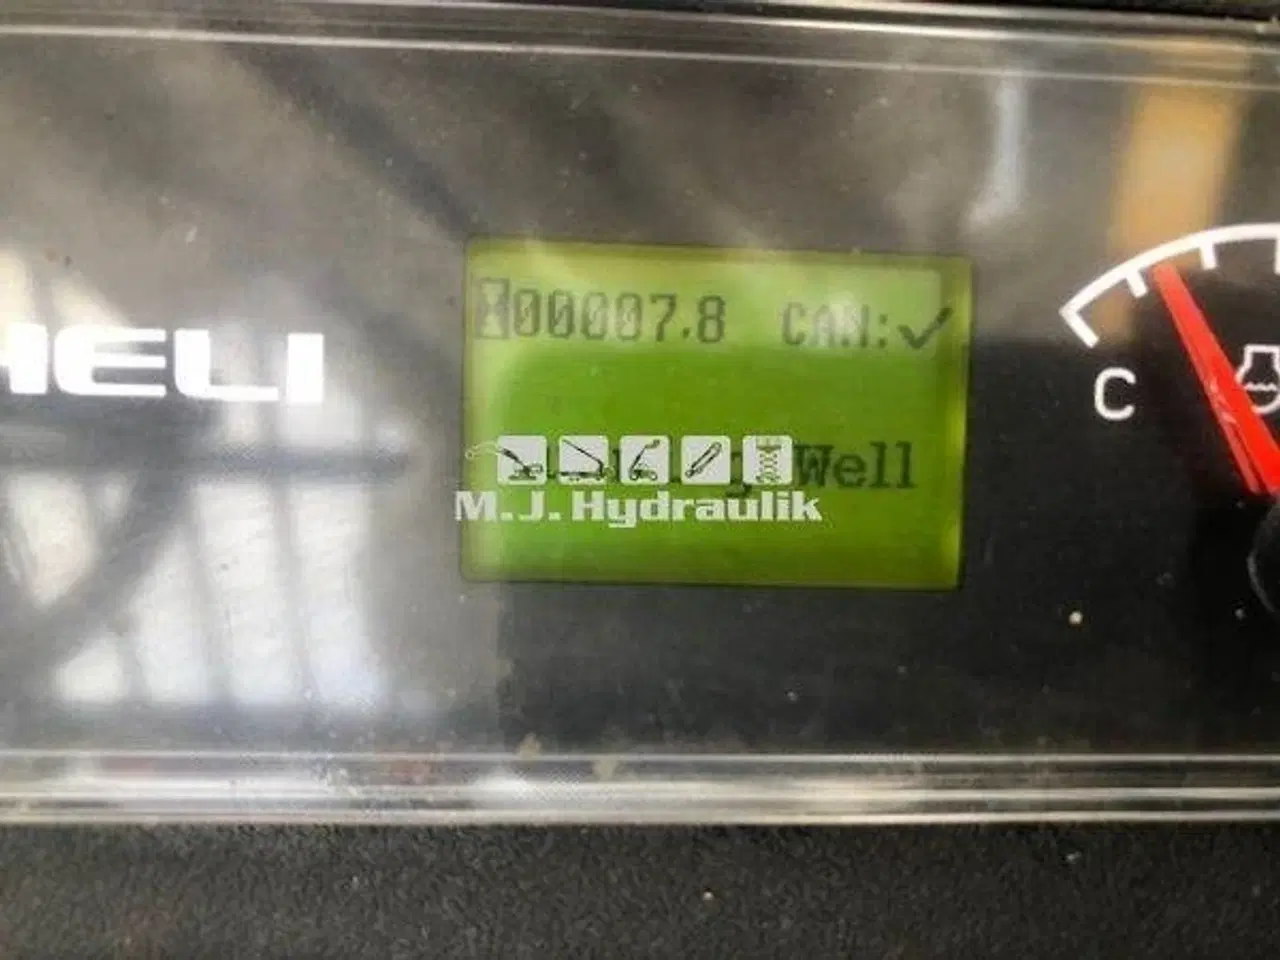 HELI
00007.8 CAN:✓
Well
M.J. Hydraulik
C